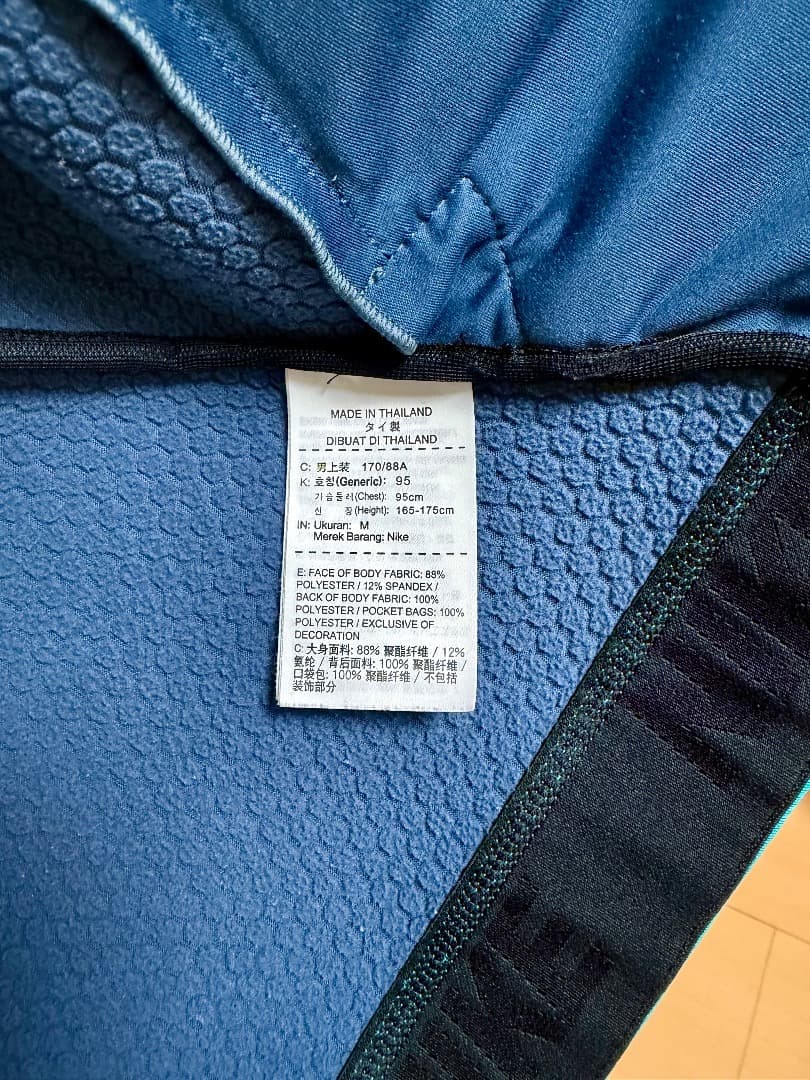 MADE IN THAILAND
タイ製
DIBUAT DI THAILAND
C: 男上装 170/88A
K: 호칭(Generic): 95
가슴둘레(Chest): 95cm
신 장(Height): 165-175cm
IN: Ukuran: M
Merek Barang: Nike
E: FACE OF BODY FABRIC: 88%
POLYESTER / 12% SPANDEX /
BACK OF BODY FABRIC: 100%
POLYESTER / POCKET BAGS: 100%
POLYESTER / EXCLUSIVE OF
DECORATION
C: 大身面料: 88% 聚酯纤维 / 12%
氨纶 / 背后面料: 100% 聚酯纤维 /
口袋包: 100% 聚酯纤维 / 不包括
装饰部分
NIKE